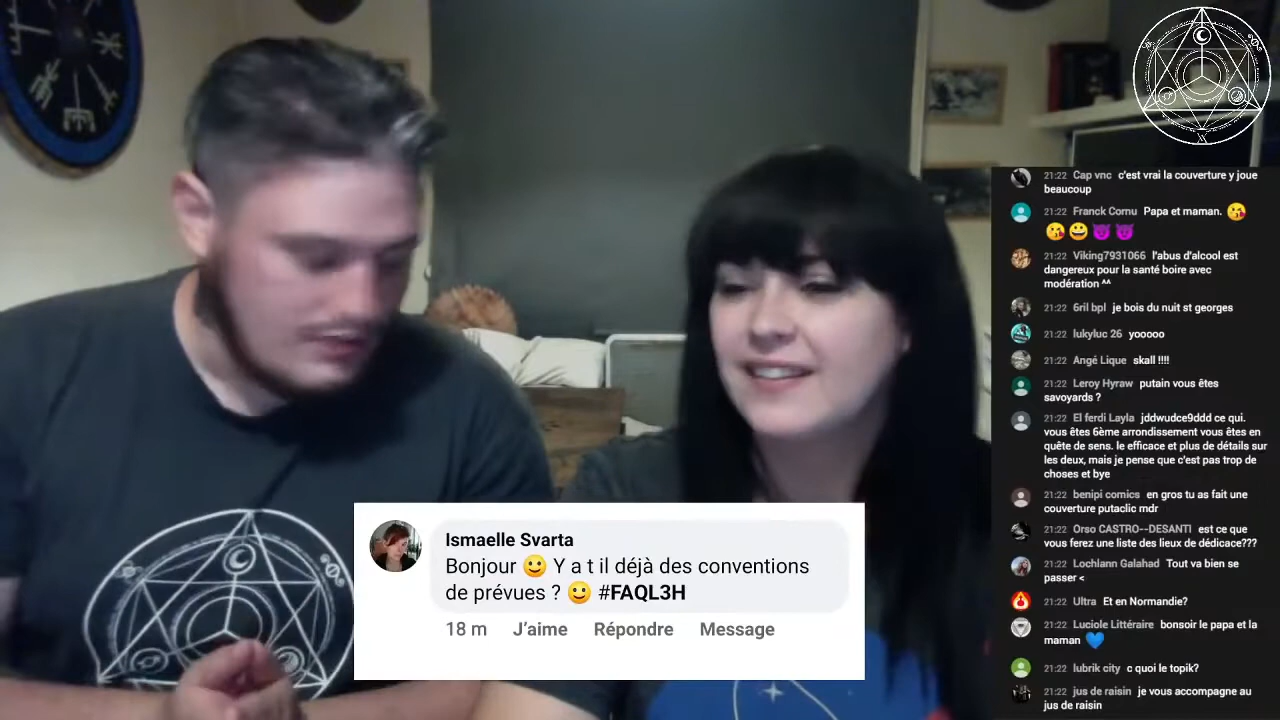 Ismaelle Svarta
Bonjour 🙂 Y a t il déjà des conventions
de prévues ? 🙂 #FAQL3H
18 m J'aime Répondre Message
21:22 Cap vnc c'est vrai la couverture y joue
beaucoup
21:22 Franck Cornu Papa et maman. 😘
😘😀😈😈
21:22 Viking7931066 l'abus d'alcool est
dangereux pour la santé boire avec
modération ^^
21:22 6ril bpl je bois du nuit st georges
21:22 lukyluc 26 yooooo
21:22 Angé Lique skall !!!!
21:22 Leroy Hyraw putain vous êtes
savoyards ?
21:22 El ferdi Layla jddwudce9ddd ce qui.
vous êtes 6ème arrondissement vous êtes en
quête de sens. le efficace et plus de détails sur
les deux, mais je pense que c'est pas trop de
choses et bye
21:22 benipi comics en gros tu as fait une
couverture putaclic mdr
21:22 Orso CASTRO--DESANTI est ce que
vous ferez une liste des lieux de dédicace???
21:22 Lochlann Galahad Tout va bien se
passer <
21:22 Ultra Et en Normandie?
21:22 Luciole Littéraire bonsoir le papa et la
maman 💙
21:22 lubrik city c quoi le topik?
21:22 jus de raisin je vous accompagne au
jus de raisin